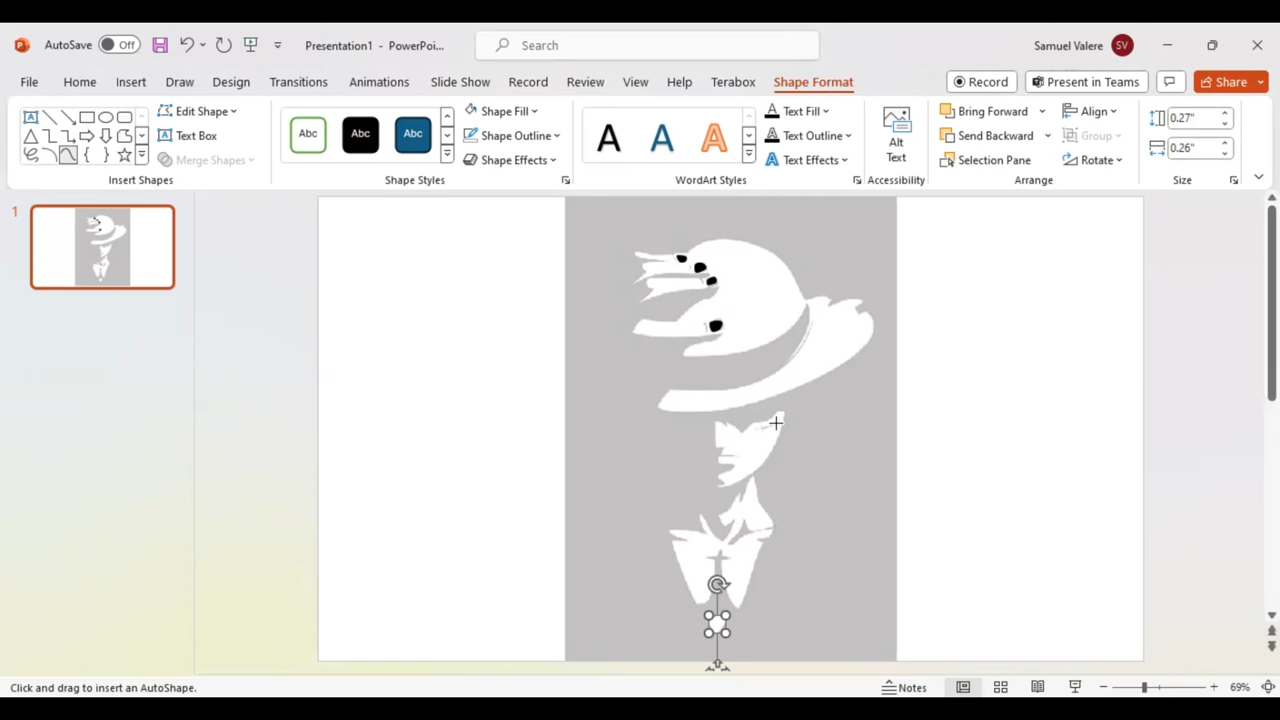 AutoSave Off Presentation1 - PowerPoi... Search Samuel Valere SV
File Home Insert Draw Design Transitions Animations Slide Show Record Review View Help Terabox Shape Format Record Present in Teams Share
Edit Shape
Text Box
Merge Shapes
Insert Shapes
Abc Abc Abc
Shape Fill
Shape Outline
Shape Effects
Shape Styles
A A A
Text Fill
Text Outline
Text Effects
WordArt Styles
Alt
Text
Accessibility
Bring Forward
Send Backward
Selection Pane
Align
Group
Rotate
Arrange
0.27"
0.26"
Size
1
Click and drag to insert an AutoShape. Notes 69%